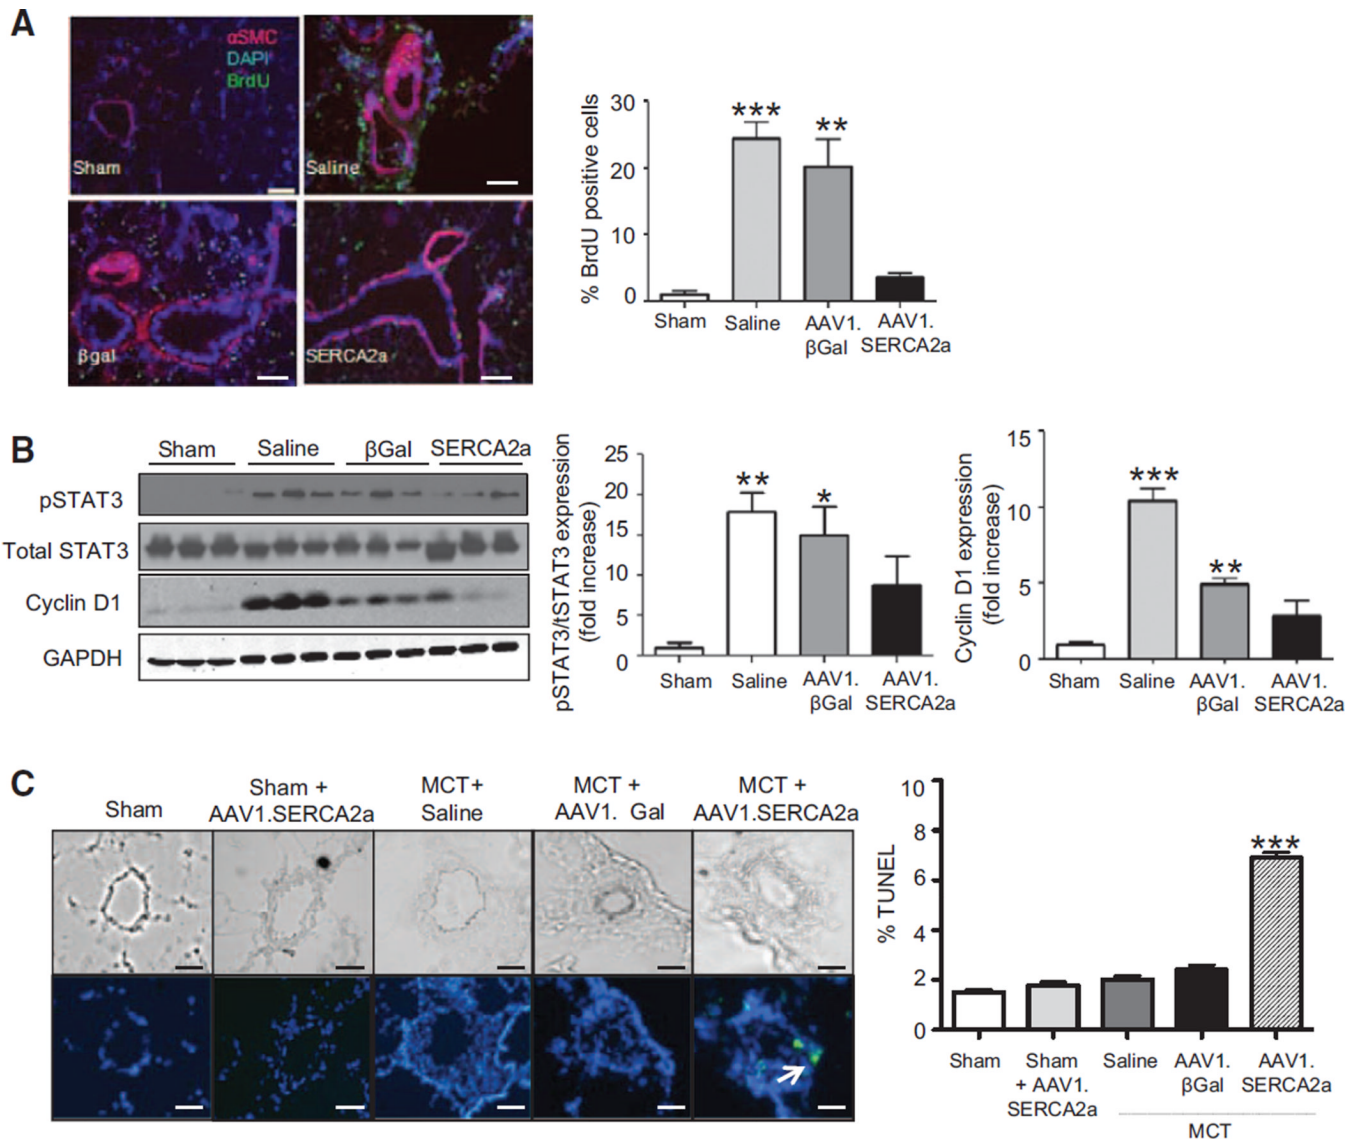 A
αSMC
DAPI
BrdU
Sham
Saline
βgal
SERCA2a
% BrdU positive cells
30
20
10
0
***
**
Sham
Saline
AAV1.
βGal
AAV1.
SERCA2a
B
Sham
Saline
βGal
SERCA2a
pSTAT3
Total STAT3
Cyclin D1
GAPDH
pSTAT3/tSTAT3 expression
(fold increase)
25
20
15
10
5
0
**
*
Sham
Saline
AAV1.
βGal
AAV1.
SERCA2a
Cyclin D1 expression
(fold increase)
15
10
5
0
***
**
Sham
Saline
AAV1.
βGal
AAV1.
SERCA2a
C
Sham
Sham +
AAV1.SERCA2a
MCT+
Saline
MCT +
AAV1. Gal
MCT +
AAV1.SERCA2a
% TUNEL
10
8
6
4
2
0
***
Sham
Sham
+ AAV1.
SERCA2a
Saline
AAV1.
βGal
AAV1.
SERCA2a
MCT